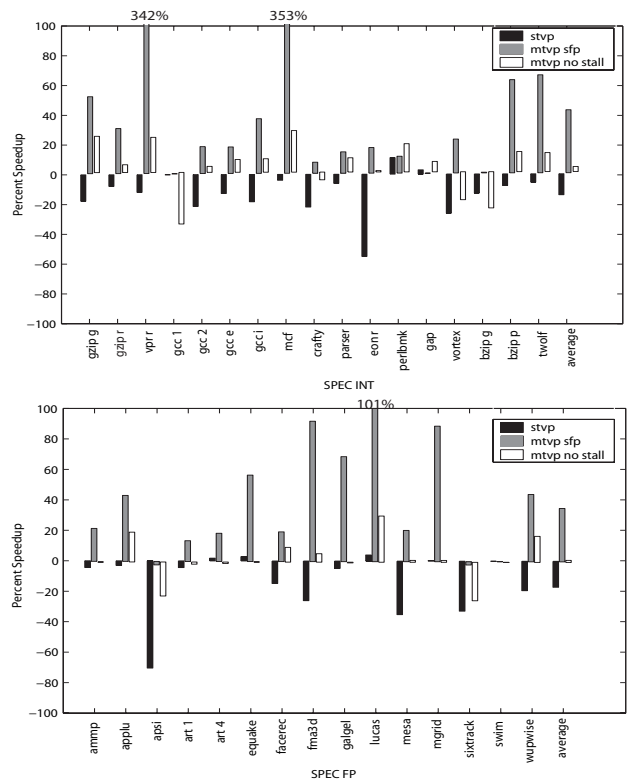 342%
353%
100
80
60
40
20
0
−20
−40
−60
−80
−100
Percent Speedup
stvp
mtvp sfp
mtvp no stall
gzip g
gzip r
vpr r
gcc 1
gcc 2
gcc e
gcc i
mcf
crafty
parser
eon r
perlbmk
gap
vortex
bzip g
bzip p
twolf
average
SPEC INT
101%
100
80
60
40
20
0
−20
−40
−60
−80
−100
Percent Speedup
stvp
mtvp sfp
mtvp no stall
ammp
applu
apsi
art 1
art 4
equake
facerec
fma3d
galgel
lucas
mesa
mgrid
sixtrack
swim
wupwise
average
SPEC FP